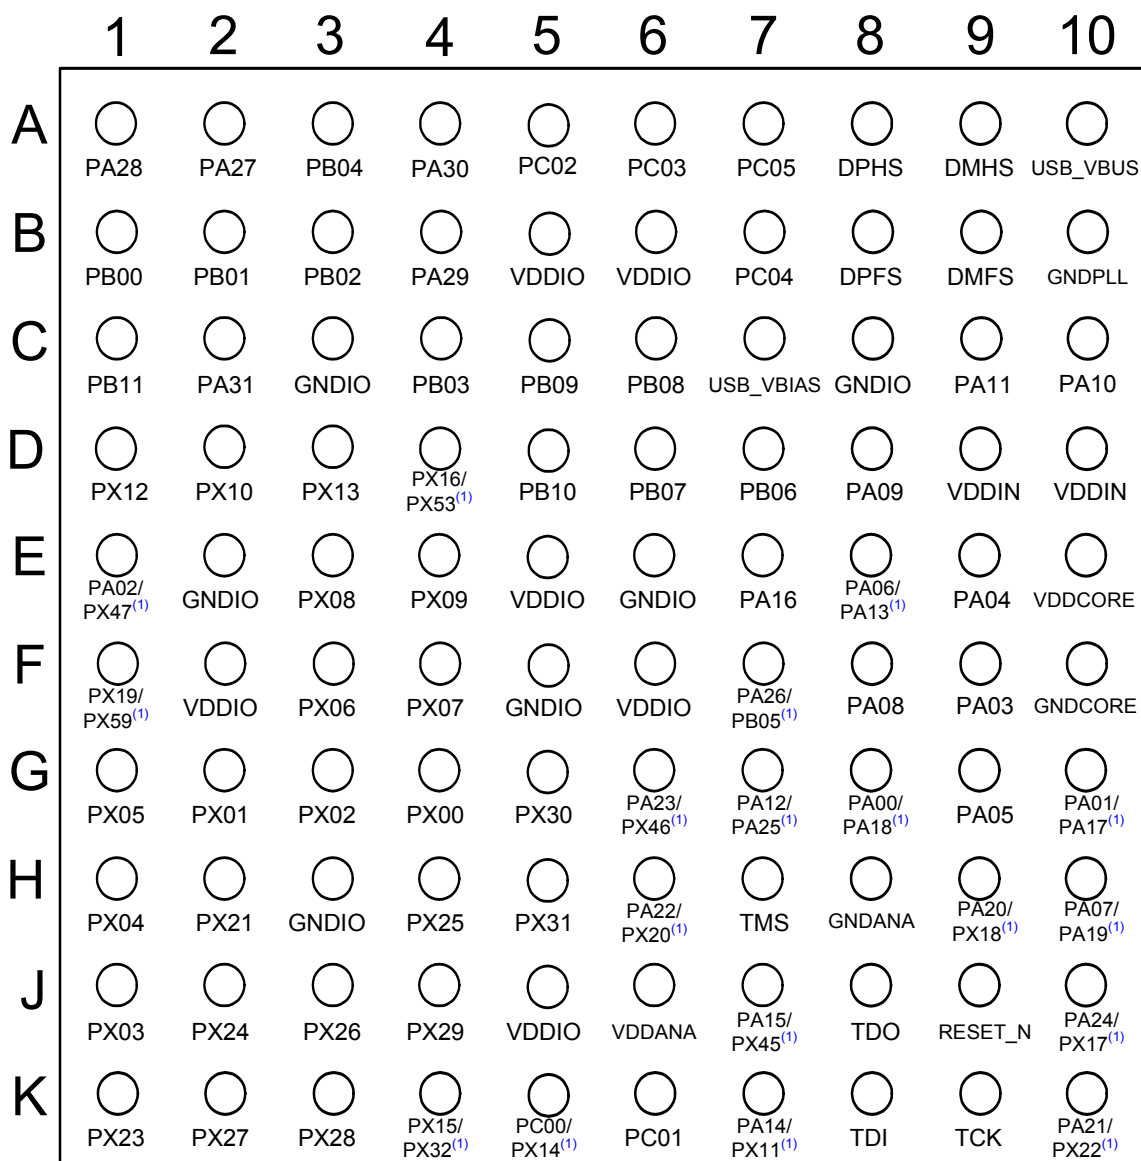 1 2 3 4 5 6 7 8 9 10
A
PA28 PA27 PB04 PA30 PC02 PC03 PC05 DPHS DMHS USB_VBUS
B
PB00 PB01 PB02 PA29 VDDIO VDDIO PC04 DPFS DMFS GNDPLL
C
PB11 PA31 GNDIO PB03 PB09 PB08 USB_VBIAS GNDIO PA11 PA10
D
PX12 PX10 PX13 PX16/ PX53(1) PB10 PB07 PB06 PA09 VDDIN VDDIN
E
PA02/ PX47(1) GNDIO PX08 PX09 VDDIO GNDIO PA16 PA06/ PA13(1) PA04 VDDCORE
F
PX19/ PX59(1) VDDIO PX06 PX07 GNDIO VDDIO PA26/ PB05(1) PA08 PA03 GNDCORE
G
PX05 PX01 PX02 PX00 PX30 PA23/ PX46(1) PA12/ PA25(1) PA00/ PA18(1) PA05 PA01/ PA17(1)
H
PX04 PX21 GNDIO PX25 PX31 PA22/ PX20(1) TMS GNDANA PA20/ PX18(1) PA07/ PA19(1)
J
PX03 PX24 PX26 PX29 VDDIO VDDANA PA15/ PX45(1) TDO RESET_N PA24/ PX17(1)
K
PX23 PX27 PX28 PX15/ PX32(1) PC00/ PX14(1) PC01 PA14/ PX11(1) TDI TCK PA21/ PX22(1)